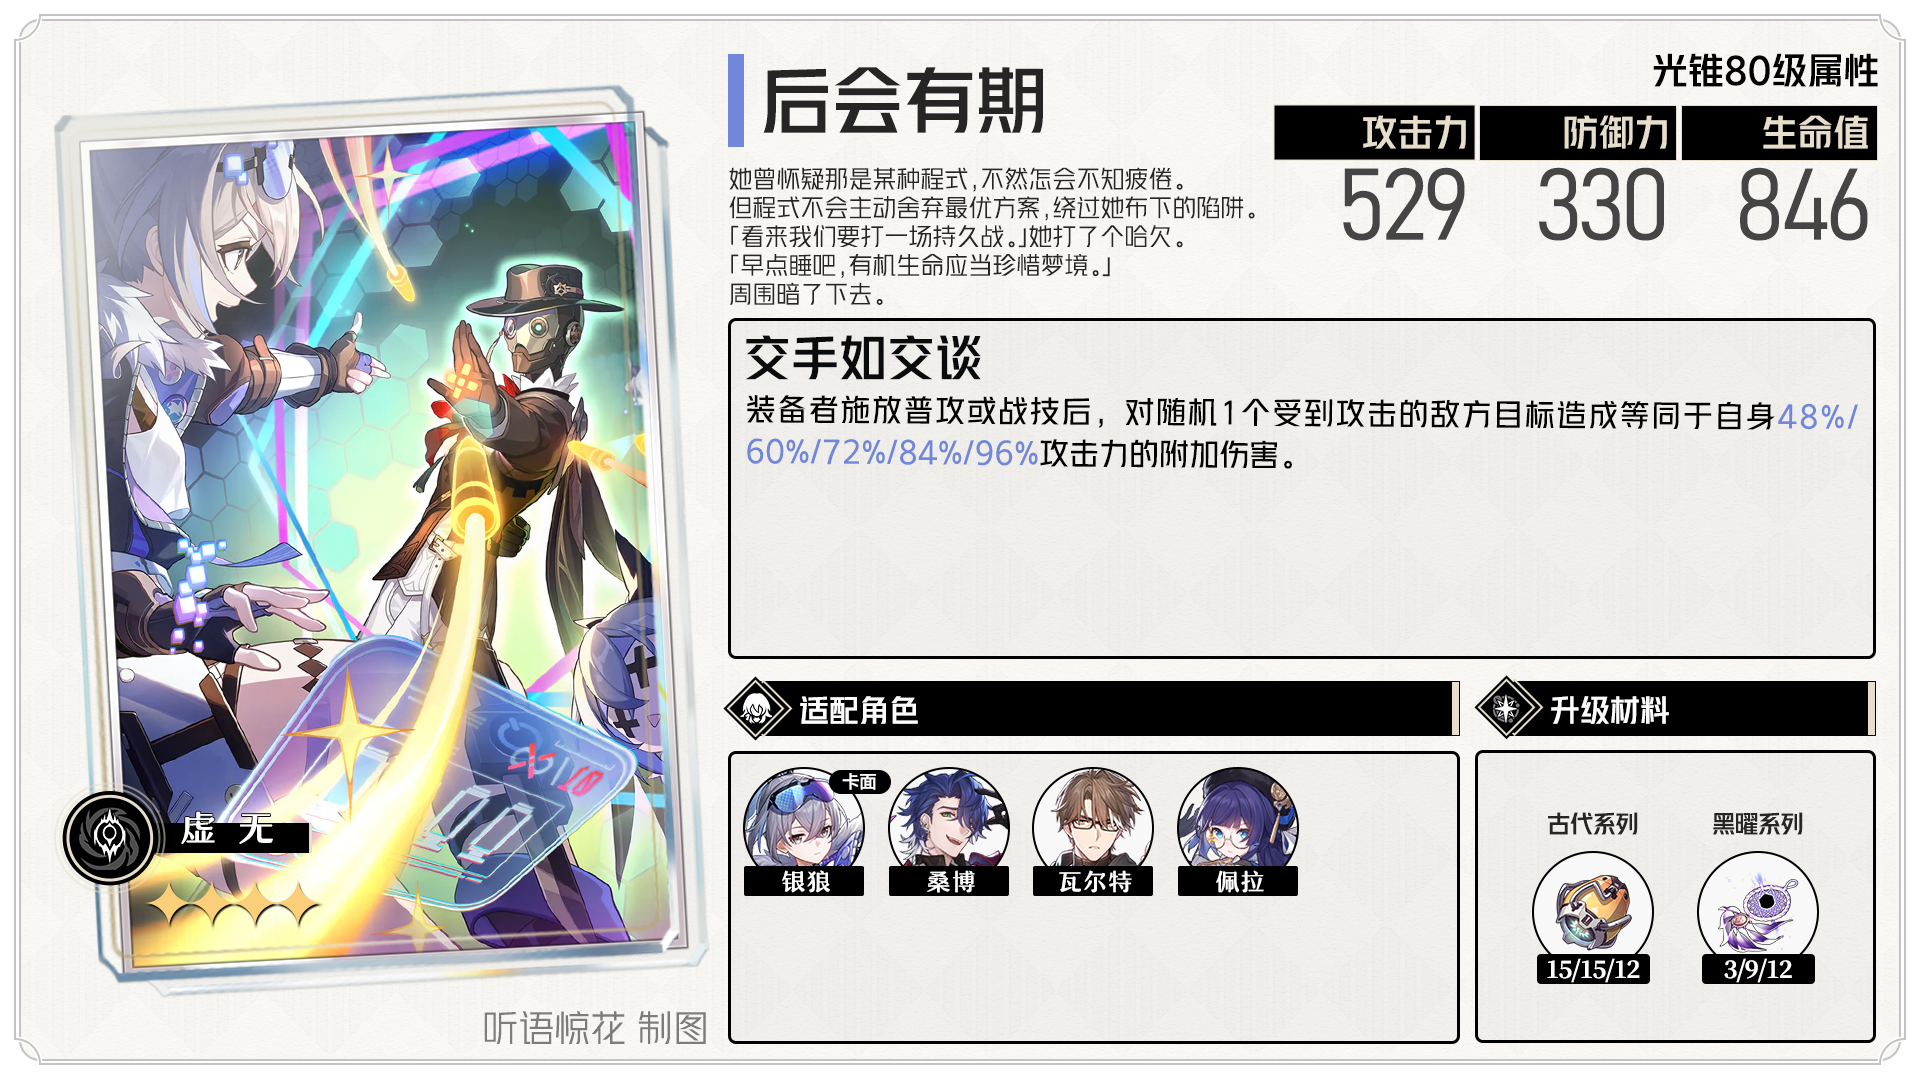 后会有期
她曾怀疑那是某种程式,不然怎会不知疲倦。
但程式不会主动舍弃最优方案,绕过她布下的陷阱。
「看来我们要打一场持久战。」她打了个哈欠。
「早点睡吧,有机生命应当珍惜梦境。」
周围暗了下去。
光锥80级属性
攻击力 防御力 生命值
529 330 846
交手如交谈
装备者施放普攻或战技后，对随机1个受到攻击的敌方目标造成等同于自身48%/
60%/72%/84%/96%攻击力的附加伤害。
虚 无
适配角色
卡面
银狼 桑博 瓦尔特 佩拉
升级材料
古代系列 黑曜系列
15/15/12 3/9/12
听语惊花 制图